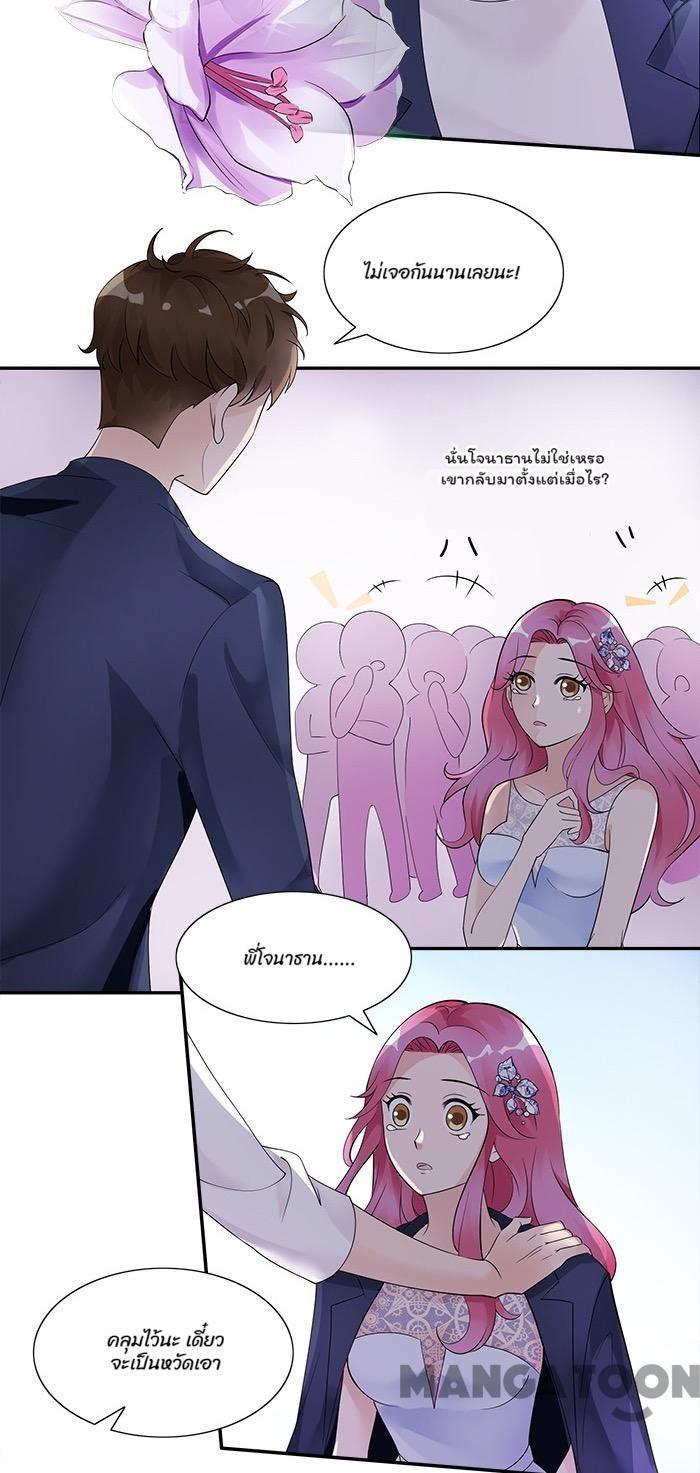 ไม่เจอกันนานเลยนะ!
นั่นโจนาธานไม่ใช่เหรอ
เขากลับมาตั้งแต่เมื่อไร?
พี่โจนาธาน......
คลุมไว้นะ เดี๋ยว
จะเป็นหวัดเอา
MANGATOON